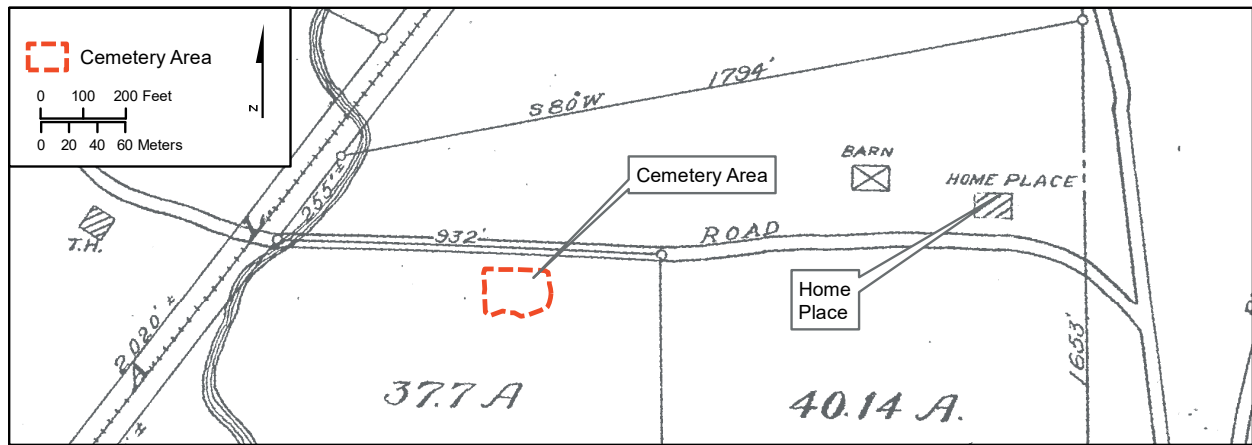 Cemetery Area
0 100 200 Feet
0 20 40 60 Meters
N
1794'
S80°W
BARN
HOME PLACE
Cemetery Area
255' ±
T.H.
932'
ROAD
Home
Place
2020' ±
1653'
37.7 A
40.14 A.